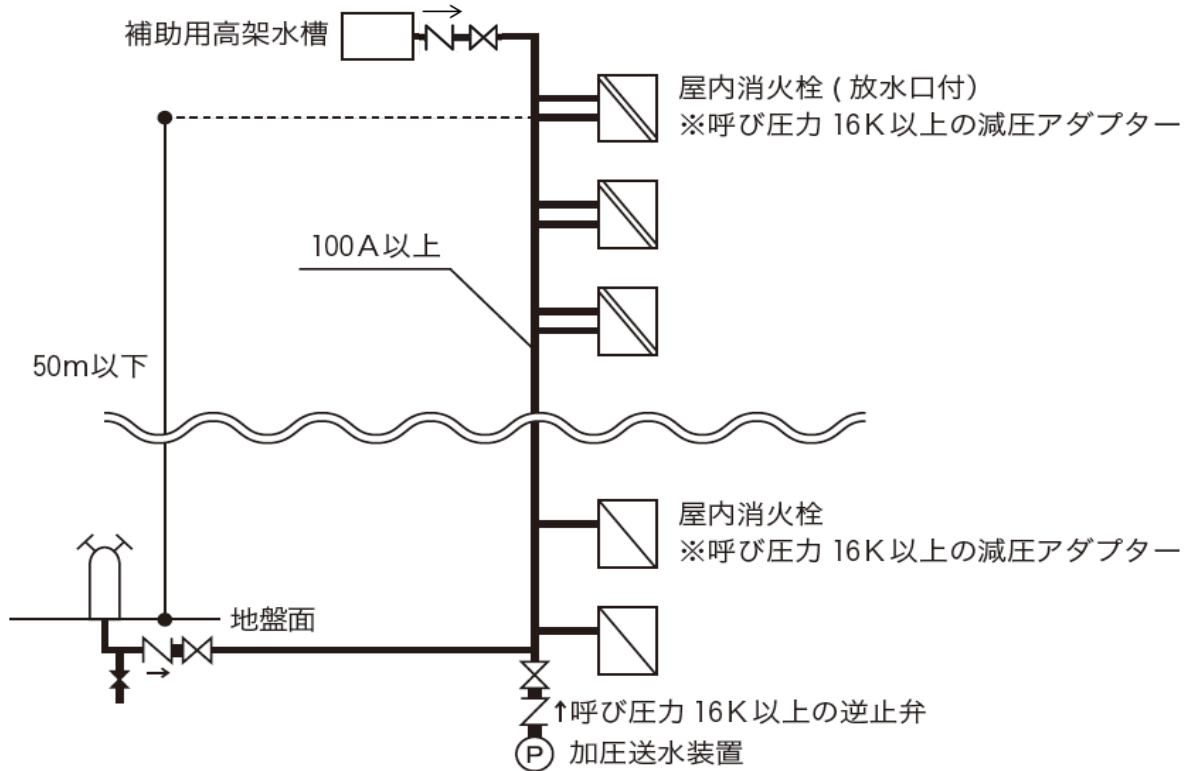 補助用高架水槽
屋内消火栓 ( 放水口付)
※呼び圧力 16K 以上の減圧アダプター
100A以上
50m以下
屋内消火栓
※呼び圧力 16K 以上の減圧アダプター
地盤面
↑呼び圧力 16K 以上の逆止弁
P 加圧送水装置